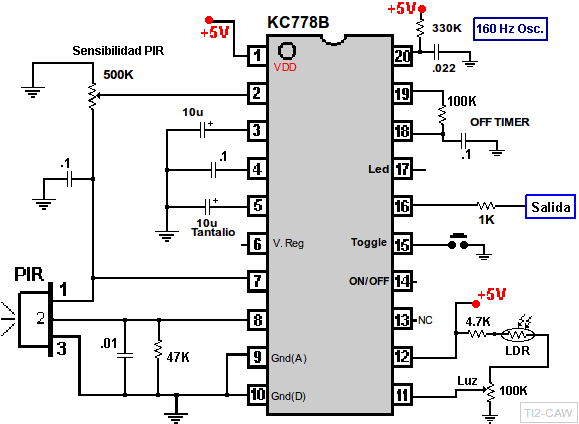 KC778B
+5V
+5V
330K
160 Hz Osc.
.022
Sensibilidad PIR
500K
1
VDD
20
2
19
100K
10u
+
3
18
OFF TIMER
.1
.1
.1
4
Led
17
+
5
16
1K
Salida
10u
Tantalio
6
V. Reg
Toggle
15
PIR
1
7
ON/OFF
14
+5V
2
8
13
NC
4.7K
3
.01
47K
9
Gnd(A)
12
LDR
10
Gnd(D)
11
Luz
100K
TI2-CAW